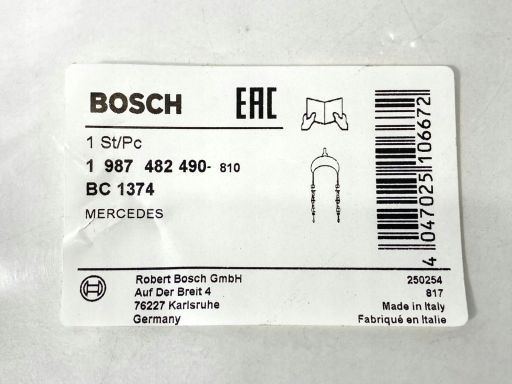 BOSCH
EAC
1 St/Pc
1 987 482 490- 810
BC 1374
MERCEDES
4 047025 106672
Robert Bosch GmbH
Auf Der Breit 4
76227 Karlsruhe
Germany
250254
817
Made in Italy
Fabriqué en Italie